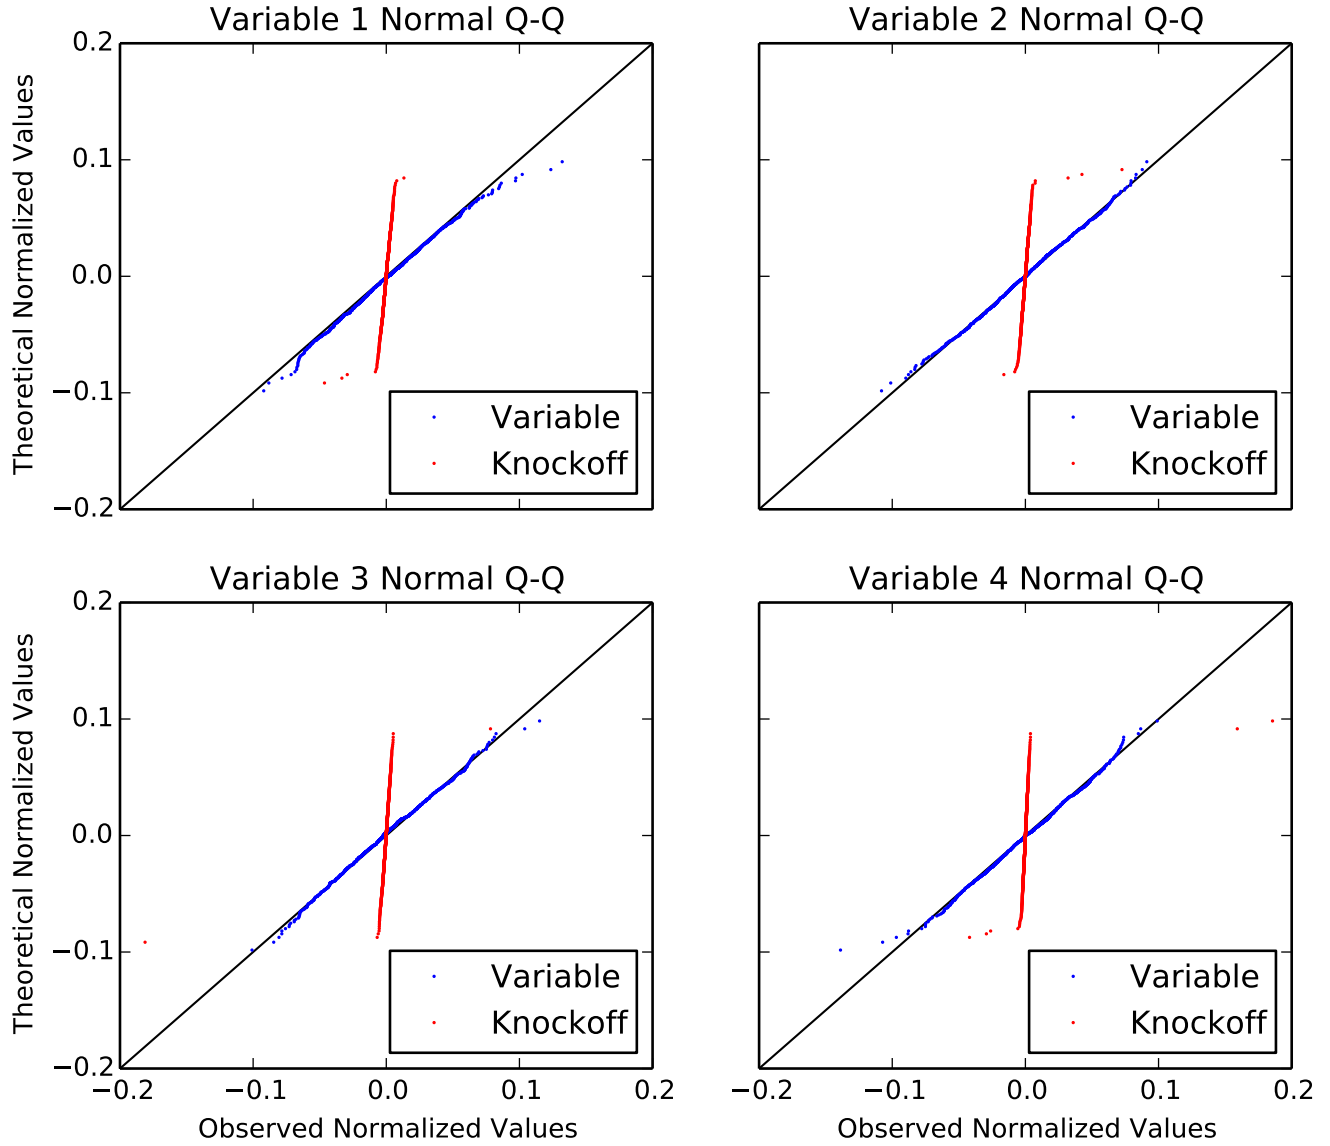 Variable 1 Normal Q-Q
Variable 2 Normal Q-Q
0.2
0.1
0.0
−0.1
−0.2
Theoretical Normalized Values
Variable
Knockoff
Variable
Knockoff
Variable 3 Normal Q-Q
Variable 4 Normal Q-Q
0.2
0.1
0.0
−0.1
−0.2
Theoretical Normalized Values
Variable
Knockoff
Variable
Knockoff
−0.2 −0.1 0.0 0.1 0.2
−0.2 −0.1 0.0 0.1 0.2
Observed Normalized Values
Observed Normalized Values